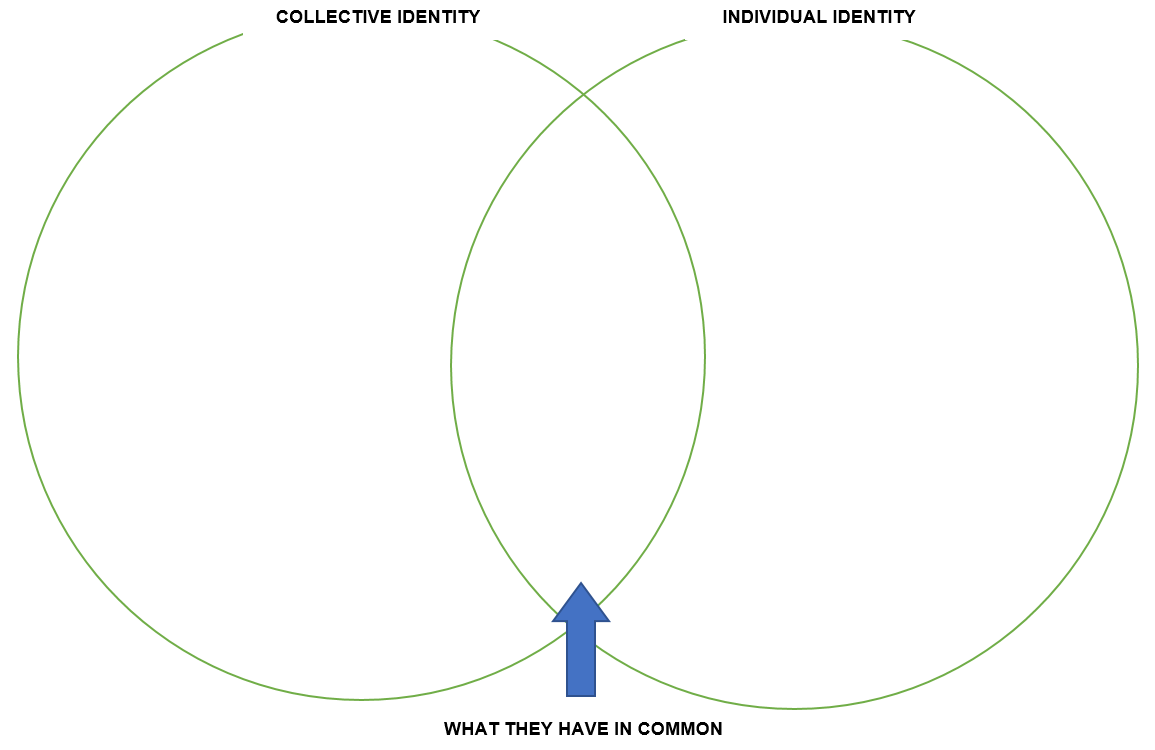 COLLECTIVE IDENTITY
INDIVIDUAL IDENTITY
WHAT THEY HAVE IN COMMON